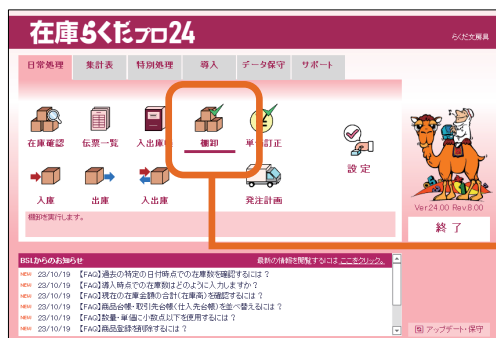 在庫らくだプロ24
らくだ文房具
日常処理 集計表 特別処理 導入 データ保守 サポート
在庫確認 伝票一覧 入出庫 棚卸 単 訂正
設定
入庫 出庫 入出庫 発注計画
棚卸を実行します。
Ver.24.00 Rev.8.00
終了
BSLからのお知らせ 最新の情報を閲覧するには ここをクリック。
NEW 23/10/19 【FAQ】過去の特定の日付時点での在庫数を確認するには?
NEW 23/10/19 【FAQ】導入時点での在庫数はどのように入力しますか?
NEW 23/10/19 【FAQ】現在の在庫金額の合計(在庫高)を確認するには?
NEW 23/10/19 【FAQ】商品台帳・取引先台帳(仕入先台帳)を並べ替えるには?
NEW 23/10/19 【FAQ】数量・単価に小数点以下を使用するには?
NEW 23/10/19 【FAQ】商品登録を削除するには?
アップデート・保守